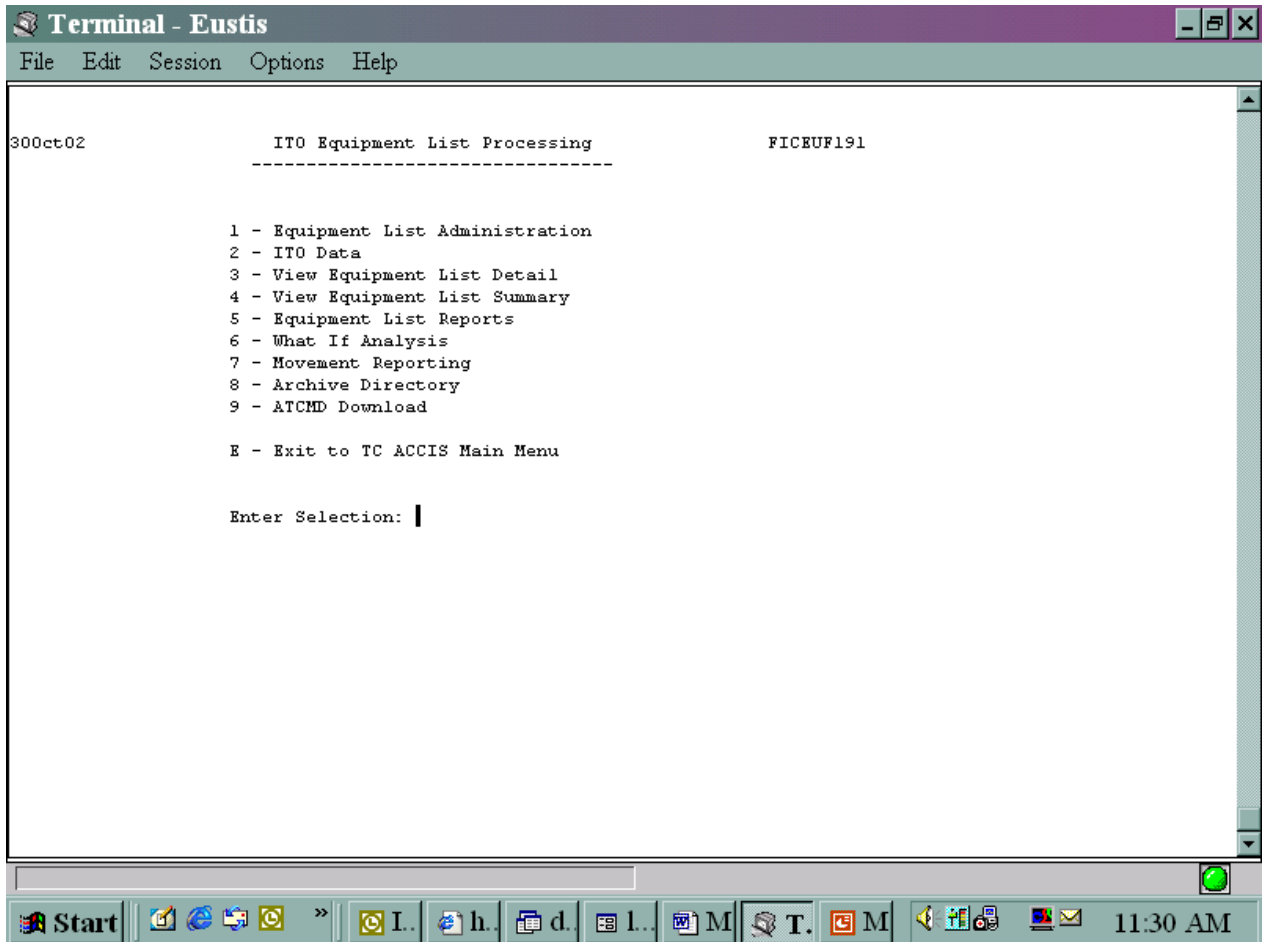 Terminal - Eustis
File Edit Session Options Help
30Oct02 ITO Equipment List Processing FICEUF191
---------------------------------
1 - Equipment List Administration
2 - ITO Data
3 - View Equipment List Detail
4 - View Equipment List Summary
5 - Equipment List Reports
6 - What If Analysis
7 - Movement Reporting
8 - Archive Directory
9 - ATCMD Download
E - Exit to TC ACCIS Main Menu
Enter Selection:
Start » I.. h.. d.. l... M T. M 11:30 AM